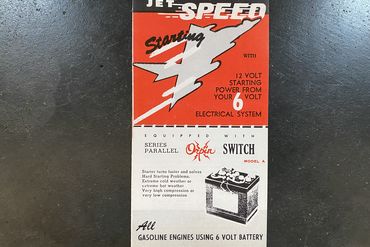 JET SPEED
Starting
WITH
12 VOLT
STARTING
POWER FROM
YOUR 6 VOLT
ELECTRICAL SYSTEM
EQUIPPED WITH
SERIES
PARALLEL
SWITCH
MODEL A
Starter turns faster and solves
Hard Starting Problems.
Extreme cold weather or
extreme hot weather
Very high compression or
very low compression.
All
GASOLINE ENGINES USING 6 VOLT BATTERY